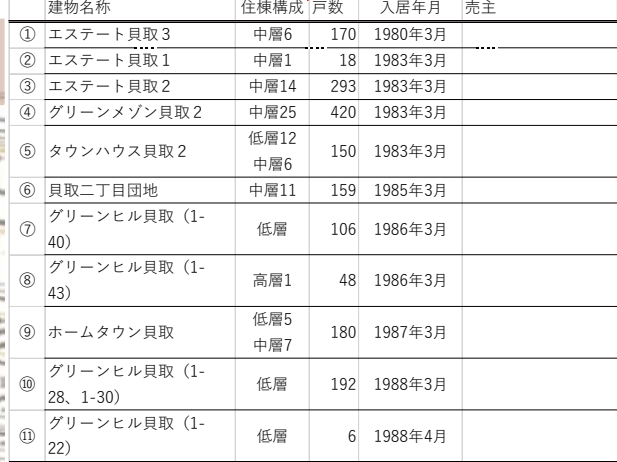 建物名称 住棟構成 戸数 入居年月 売主
① エステート貝取３ 中層6 170 1980年3月
② エステート貝取１ 中層1 18 1983年3月
③ エステート貝取２ 中層14 293 1983年3月
④ グリーンメゾン貝取２ 中層25 420 1983年3月
⑤ タウンハウス貝取２ 低層12 150 1983年3月
中層6
⑥ 貝取二丁目団地 中層11 159 1985年3月
⑦ グリーンヒル貝取（1- 低層 106 1986年3月
40）
⑧ グリーンヒル貝取（1- 高層1 48 1986年3月
43）
⑨ ホームタウン貝取 低層5 180 1987年3月
中層7
⑩ グリーンヒル貝取（1- 低層 192 1988年3月
28、1-30）
⑪ グリーンヒル貝取（1- 低層 6 1988年4月
22）